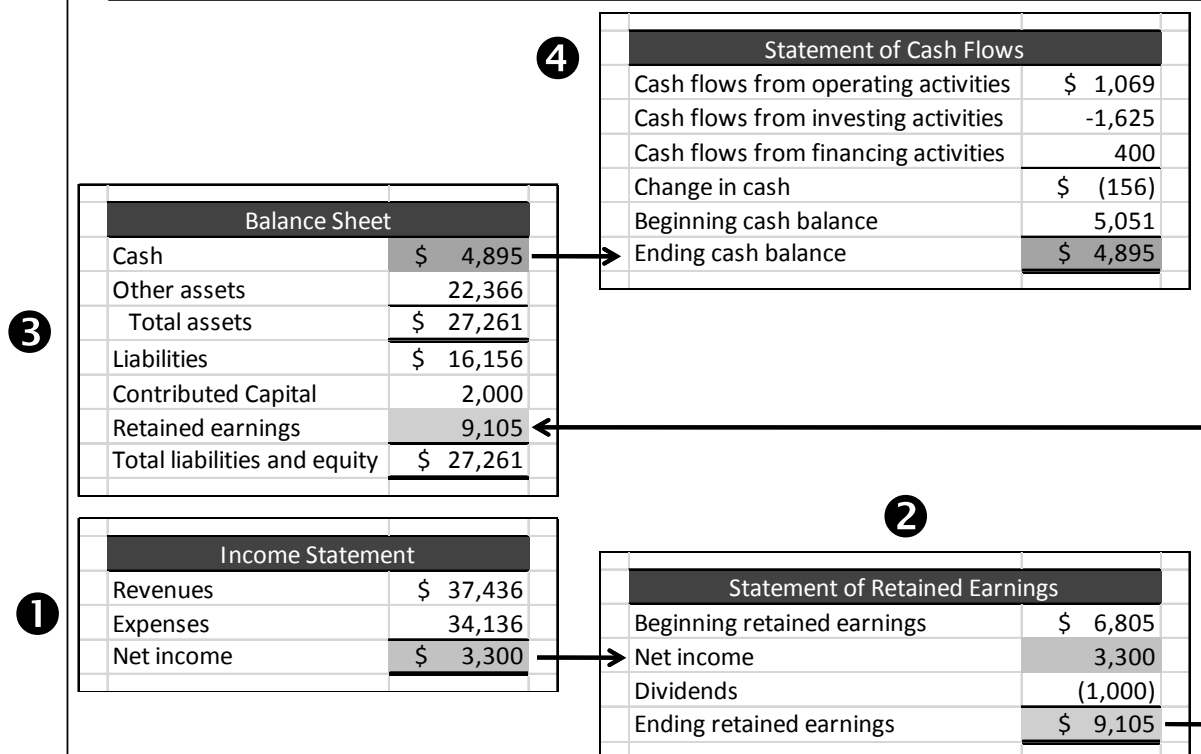 ❹
Statement of Cash Flows
Cash flows from operating activities $ 1,069
Cash flows from investing activities -1,625
Cash flows from financing activities 400
Change in cash $ (156)
Beginning cash balance 5,051
Ending cash balance $ 4,895
❸
Balance Sheet
Cash $ 4,895
Other assets 22,366
Total assets $ 27,261
Liabilities $ 16,156
Contributed Capital 2,000
Retained earnings 9,105
Total liabilities and equity $ 27,261
❶
Income Statement
Revenues $ 37,436
Expenses 34,136
Net income $ 3,300
❷
Statement of Retained Earnings
Beginning retained earnings $ 6,805
Net income 3,300
Dividends (1,000)
Ending retained earnings $ 9,105